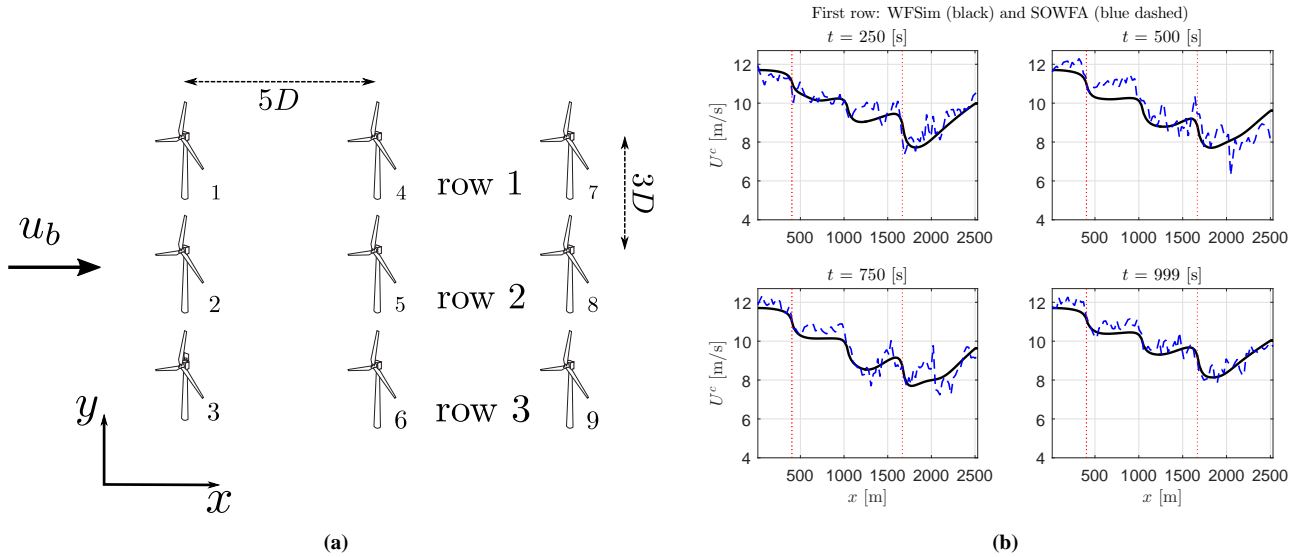 5D
1
4
row 1
7
3D
u_b
2
5
row 2
8
3
6
row 3
9
y
x
(a)
First row: WFSim (black) and SOWFA (blue dashed)
t = 250 [s]
t = 500 [s]
12
10
8
6
4
U^c [m/s]
500 1000 1500 2000 2500
12
10
8
6
4
500 1000 1500 2000 2500
t = 750 [s]
t = 999 [s]
12
10
8
6
4
U^c [m/s]
500 1000 1500 2000 2500
x [m]
12
10
8
6
4
500 1000 1500 2000 2500
x [m]
(b)